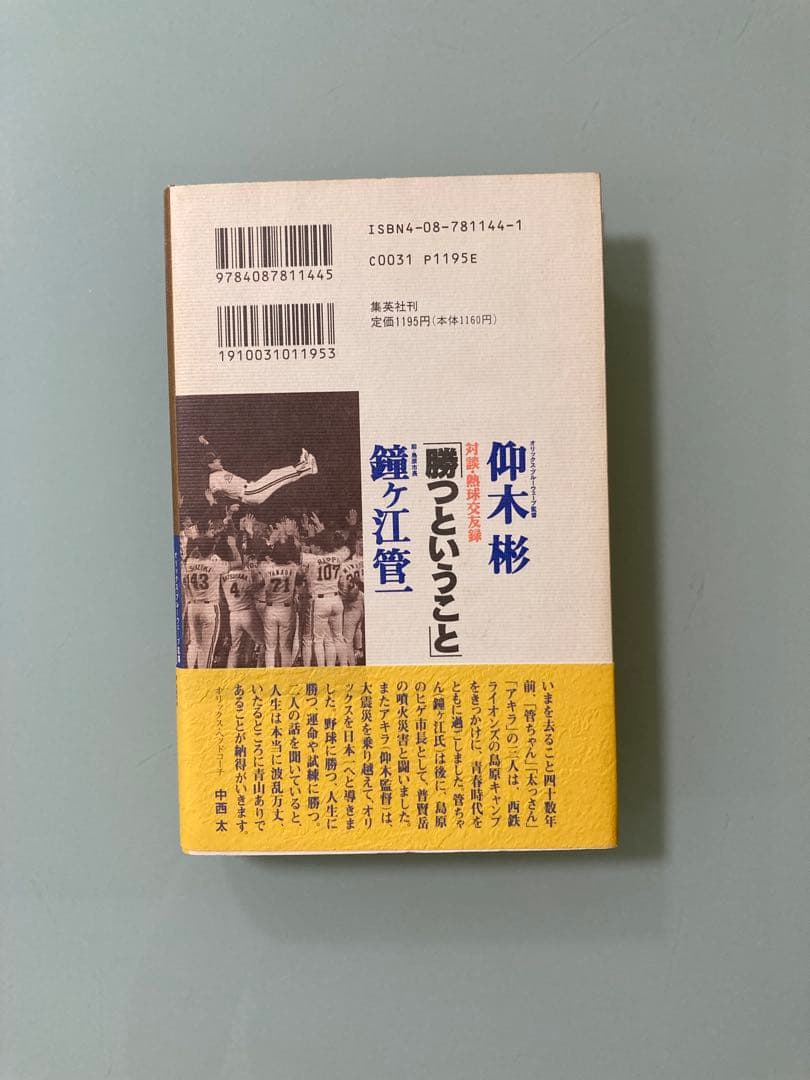 ISBN4-08-781144-1
C0031 P1195E
9784087811445
集英社刊
定価1195円(本体1160円)
1910031011953
オリックス・ブルーウェーブ監督
仰木 彬
対談・熱球交友録
「勝つということ」
前・島原市長
鐘ヶ江管一
SUZUKI
43
4
YAMADA
71
107
いまを去ること四十数年
前、「管ちゃん」「太っさん」
「アキラ」の三人は、西鉄
ライオンズの島原キャンプ
をきっかけに、青春時代を
ともに過ごしました。管ちゃ
ん(鐘ヶ江氏)は後に、島原
のヒゲ市長として、普賢岳
の噴火災害と闘いました。
またアキラ(仰木監督)は、
大震災を乗り越えて、オリ
ックスを日本一へと導きま
した。野球に勝つ、人生に
勝つ、運命や試練に勝つ。
二人の話を聞いていると、
人生は本当に波乱万丈、
いたるところに青山ありで
あることが納得がいきます。
オリックスヘッドコーチ 中西 太